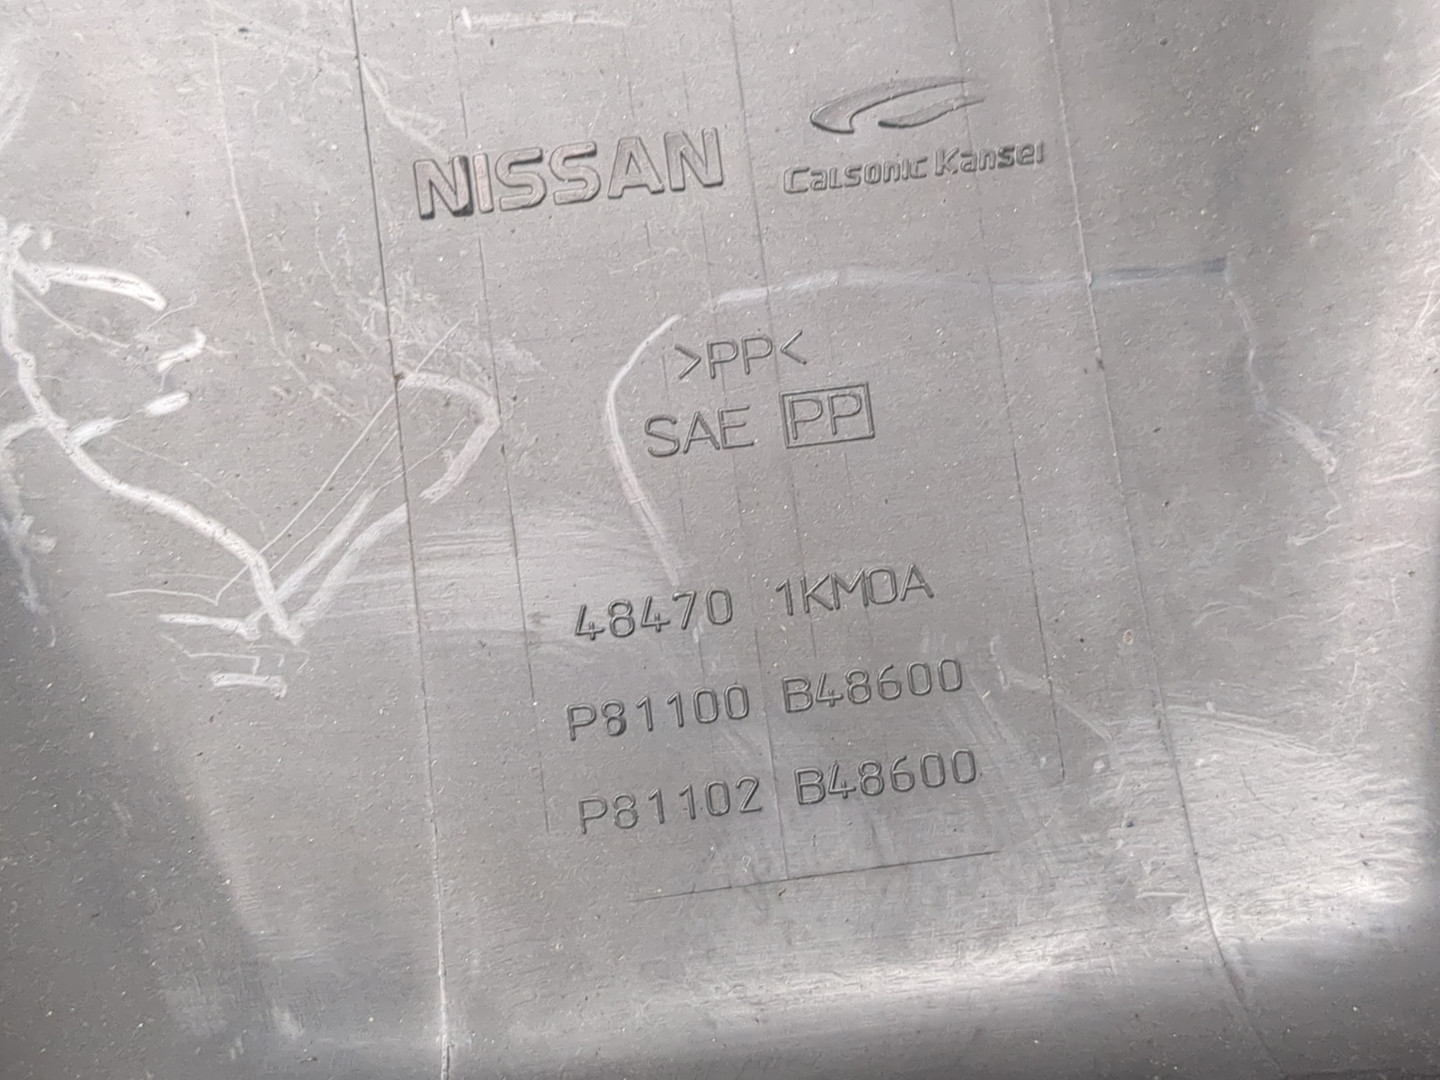 NISSAN
Calsonic Kansei
>PP<
SAE PP
48470 1KM0A
P81100 B48600
P81102 B48600